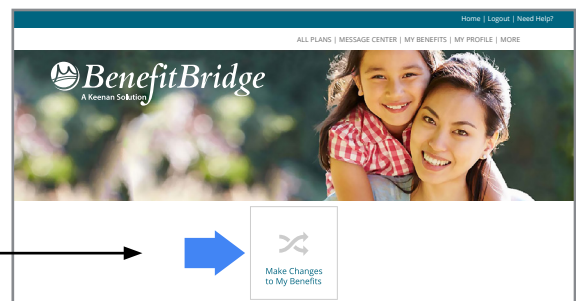 Home | Logout | Need Help?
ALL PLANS | MESSAGE CENTER | MY BENEFITS | MY PROFILE | MORE
BenefitBridge
A Keenan Solution
Make Changes
to My Benefits